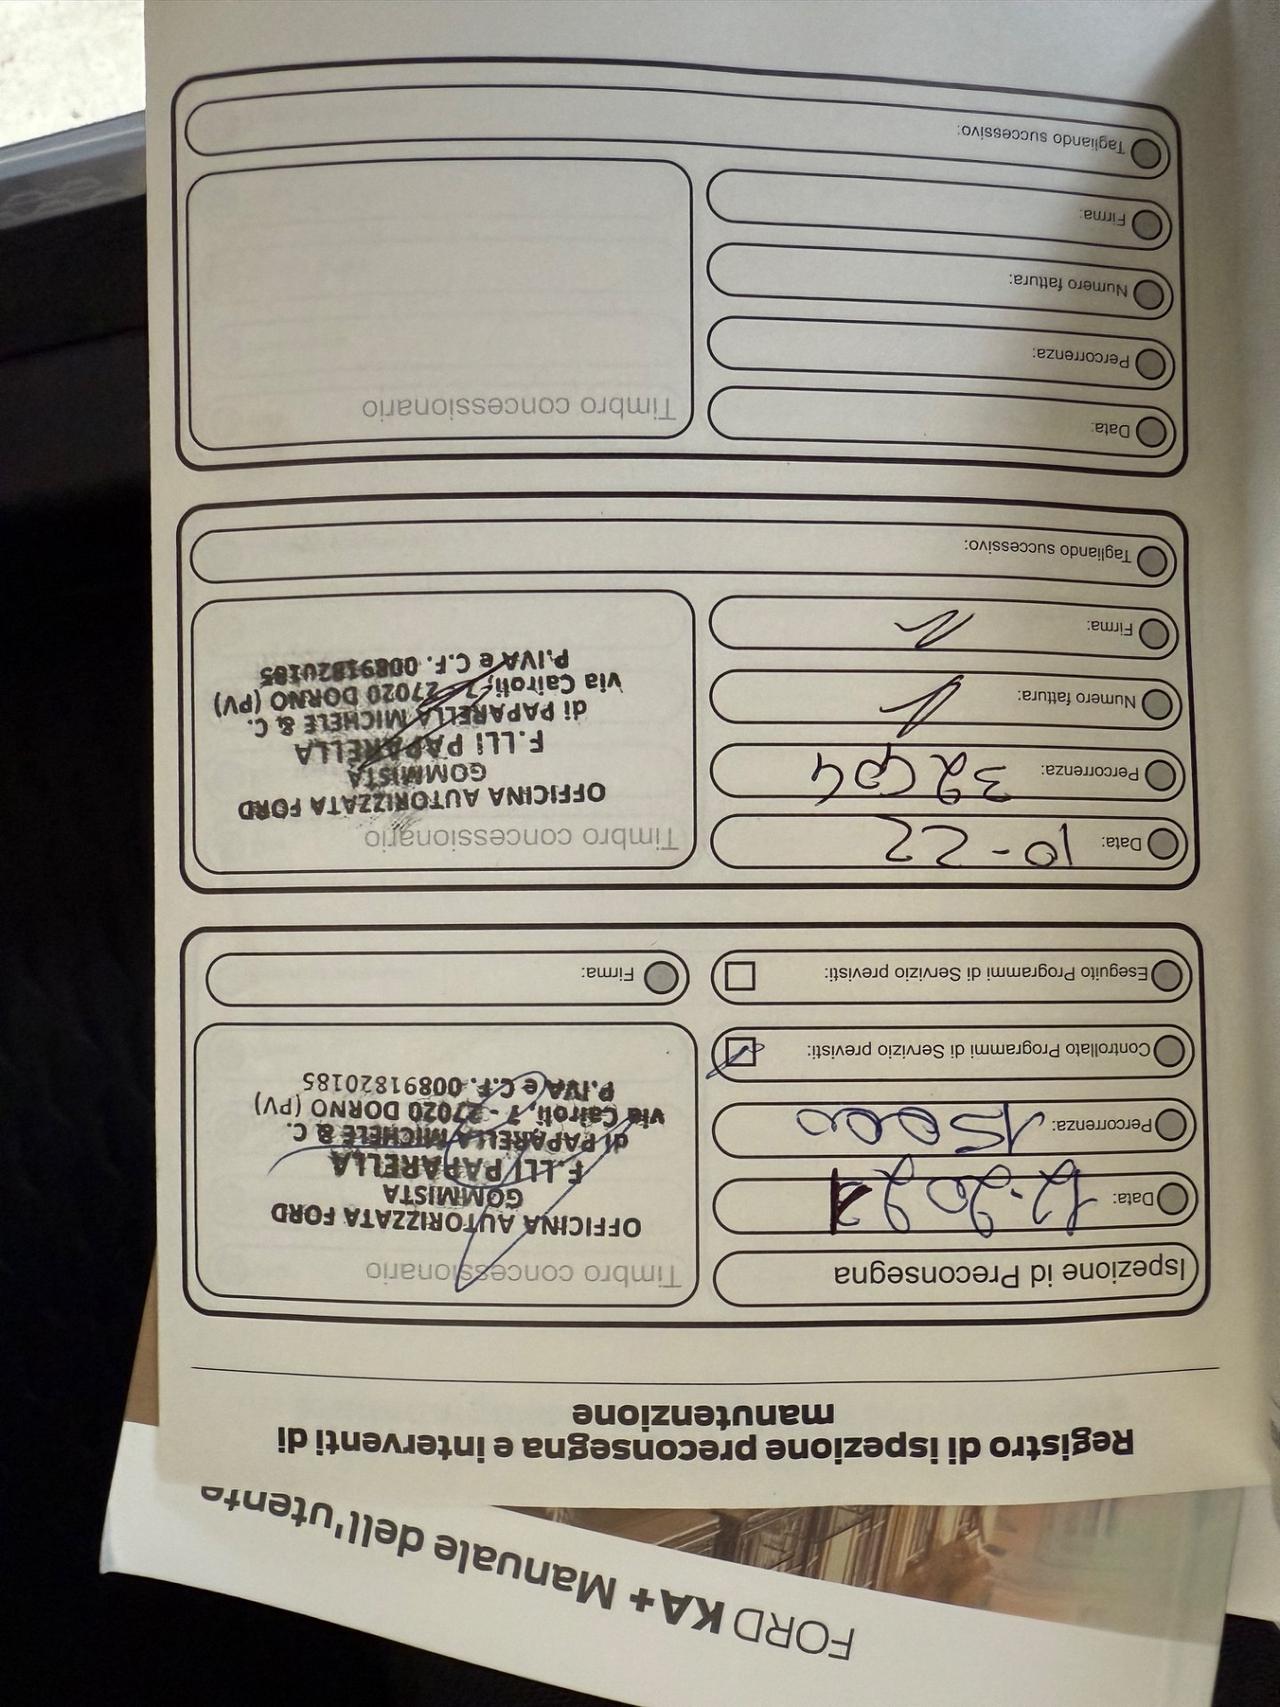 FORD KA+ Manuale dell'utente
Registro di ispezione preconsegna e interventi di
manutenzione
Ispezione id Preconsegna
Data:
Percorrenza: 15000
Controllato Programmi di Servizio previsti:
Eseguito Programmi di Servizio previsti:
Timbro concessionario
OFFICINA AUTORIZZATA FORD
GOMMISTA
F.LLI PAPARELLA
di PAPARELLA MICHELE & C.
via Cairoli, 7 - 27020 DORNO (PV)
P.IVA e C.F. 00891820185
Firma:
Data: 10-22
Percorrenza:
Numero fattura:
Firma:
Timbro concessionario
OFFICINA AUTORIZZATA FORD
GOMMISTA
F.LLI PAPARELLA
di PAPARELLA MICHELE & C.
via Cairoli, 7 - 27020 DORNO (PV)
P.IVA e C.F. 00891820185
Tagliando successivo:
Data:
Percorrenza:
Numero fattura:
Firma:
Timbro concessionario
Tagliando successivo: